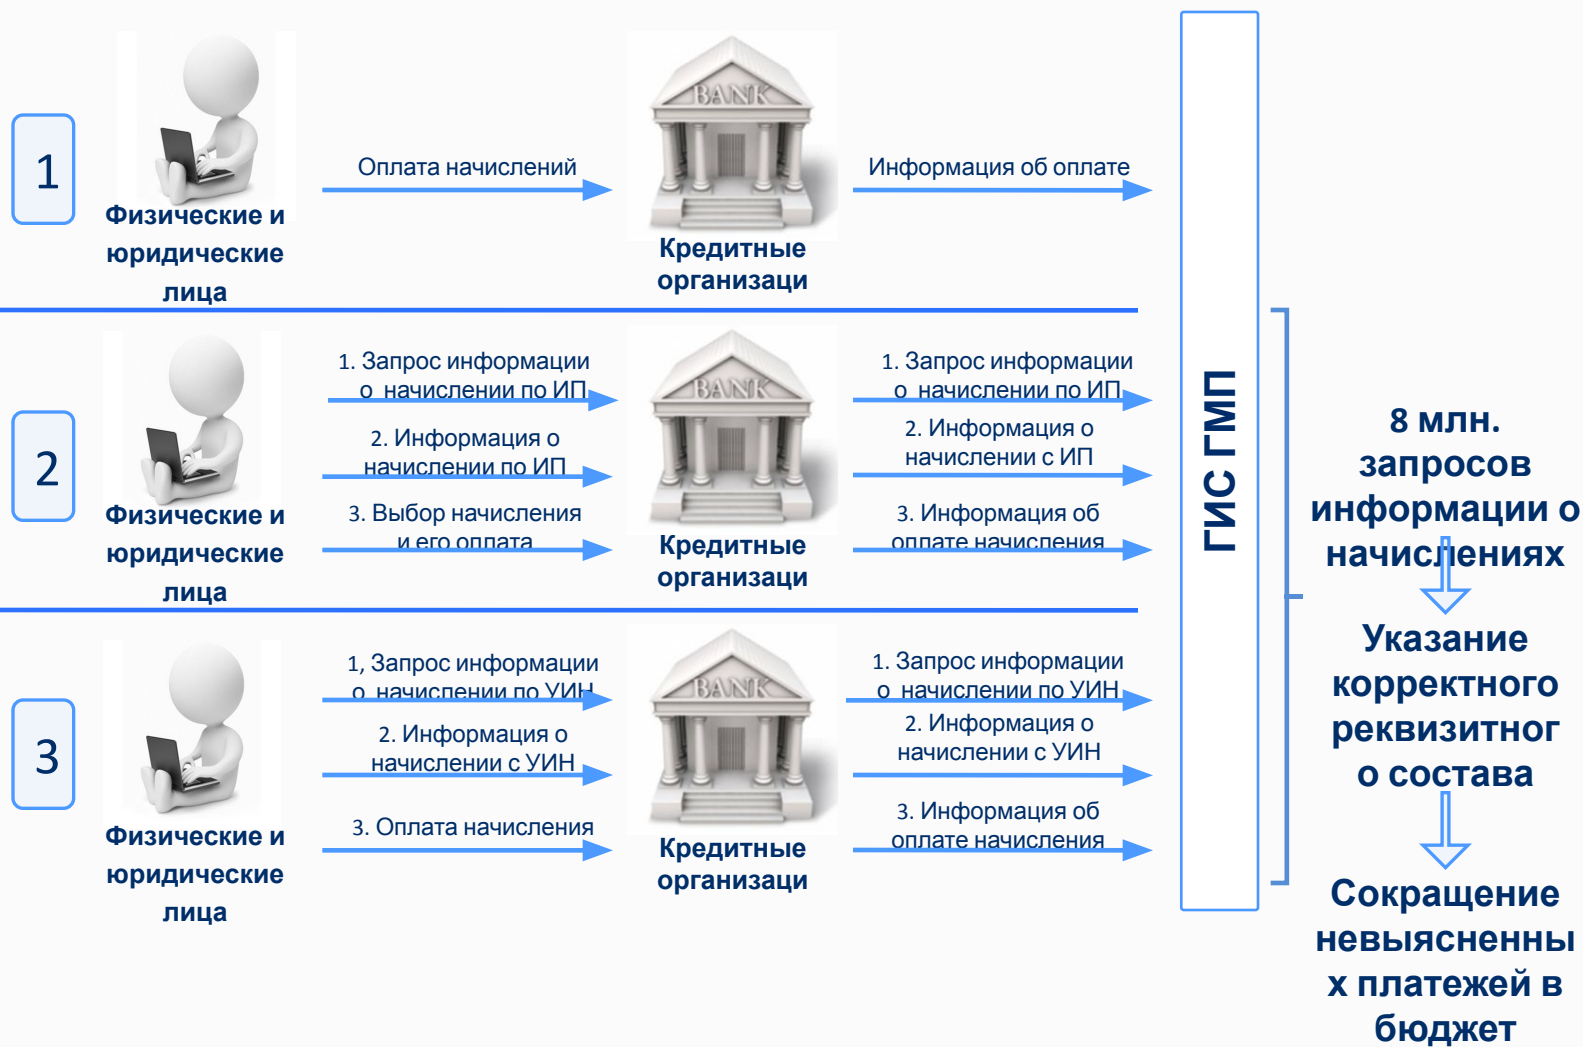 1
BANK
Оплата начислений
Информация об оплате
Физические и
юридические
лица
Кредитные
организаци
2
BANK
1. Запрос информации
о начислении по ИП
2. Информация о
начислении по ИП
3. Выбор начисления
и его оплата
1. Запрос информации
о начислении по ИП
2. Информация о
начислении с ИП
3. Информация об
оплате начисления
Физические и
юридические
лица
Кредитные
организаци
3
BANK
1, Запрос информации
о начислении по УИН
2. Информация о
начислении с УИН
3. Оплата начисления
1. Запрос информации
о начислении по УИН
2. Информация о
начислении с УИН
3. Информация об
оплате начисления
Физические и
юридические
лица
Кредитные
организаци
ГИС ГМП
8 млн.
запросов
информации о
начислениях
Указание
корректного
реквизитног
о состава
Сокращение
невыясненны
х платежей в
бюджет